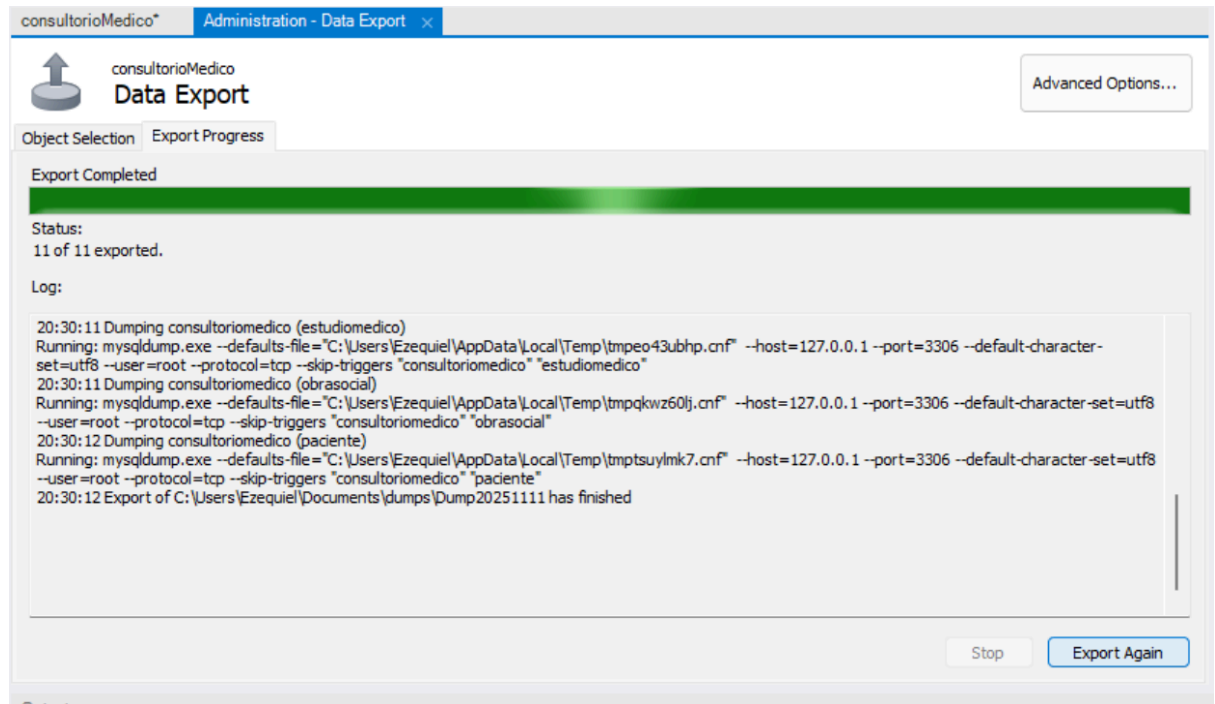 consultorioMedico*
Administration - Data Export ×
consultorioMedico
Data Export
Advanced Options...
Object Selection
Export Progress
Export Completed
Status:
11 of 11 exported.
Log:
20:30:11 Dumping consultoriomedico (estudiomedico)
Running: mysqldump.exe --defaults-file="C:\Users\Ezequiel\AppData\Local\Temp\tmpeo43ubhp.cnf"  --host=127.0.0.1 --port=3306 --default-character-
set=utf8 --user=root --protocol=tcp --skip-triggers "consultoriomedico" "estudiomedico"
20:30:11 Dumping consultoriomedico (obrasocial)
Running: mysqldump.exe --defaults-file="C:\Users\Ezequiel\AppData\Local\Temp\tmpqkwz60lj.cnf"  --host=127.0.0.1 --port=3306 --default-character-set=utf8
--user=root --protocol=tcp --skip-triggers "consultoriomedico" "obrasocial"
20:30:12 Dumping consultoriomedico (paciente)
Running: mysqldump.exe --defaults-file="C:\Users\Ezequiel\AppData\Local\Temp\tmptsuylmk7.cnf"  --host=127.0.0.1 --port=3306 --default-character-set=utf8
--user=root --protocol=tcp --skip-triggers "consultoriomedico" "paciente"
20:30:12 Export of C:\Users\Ezequiel\Documents\dumps\Dump20251111 has finished
Stop
Export Again